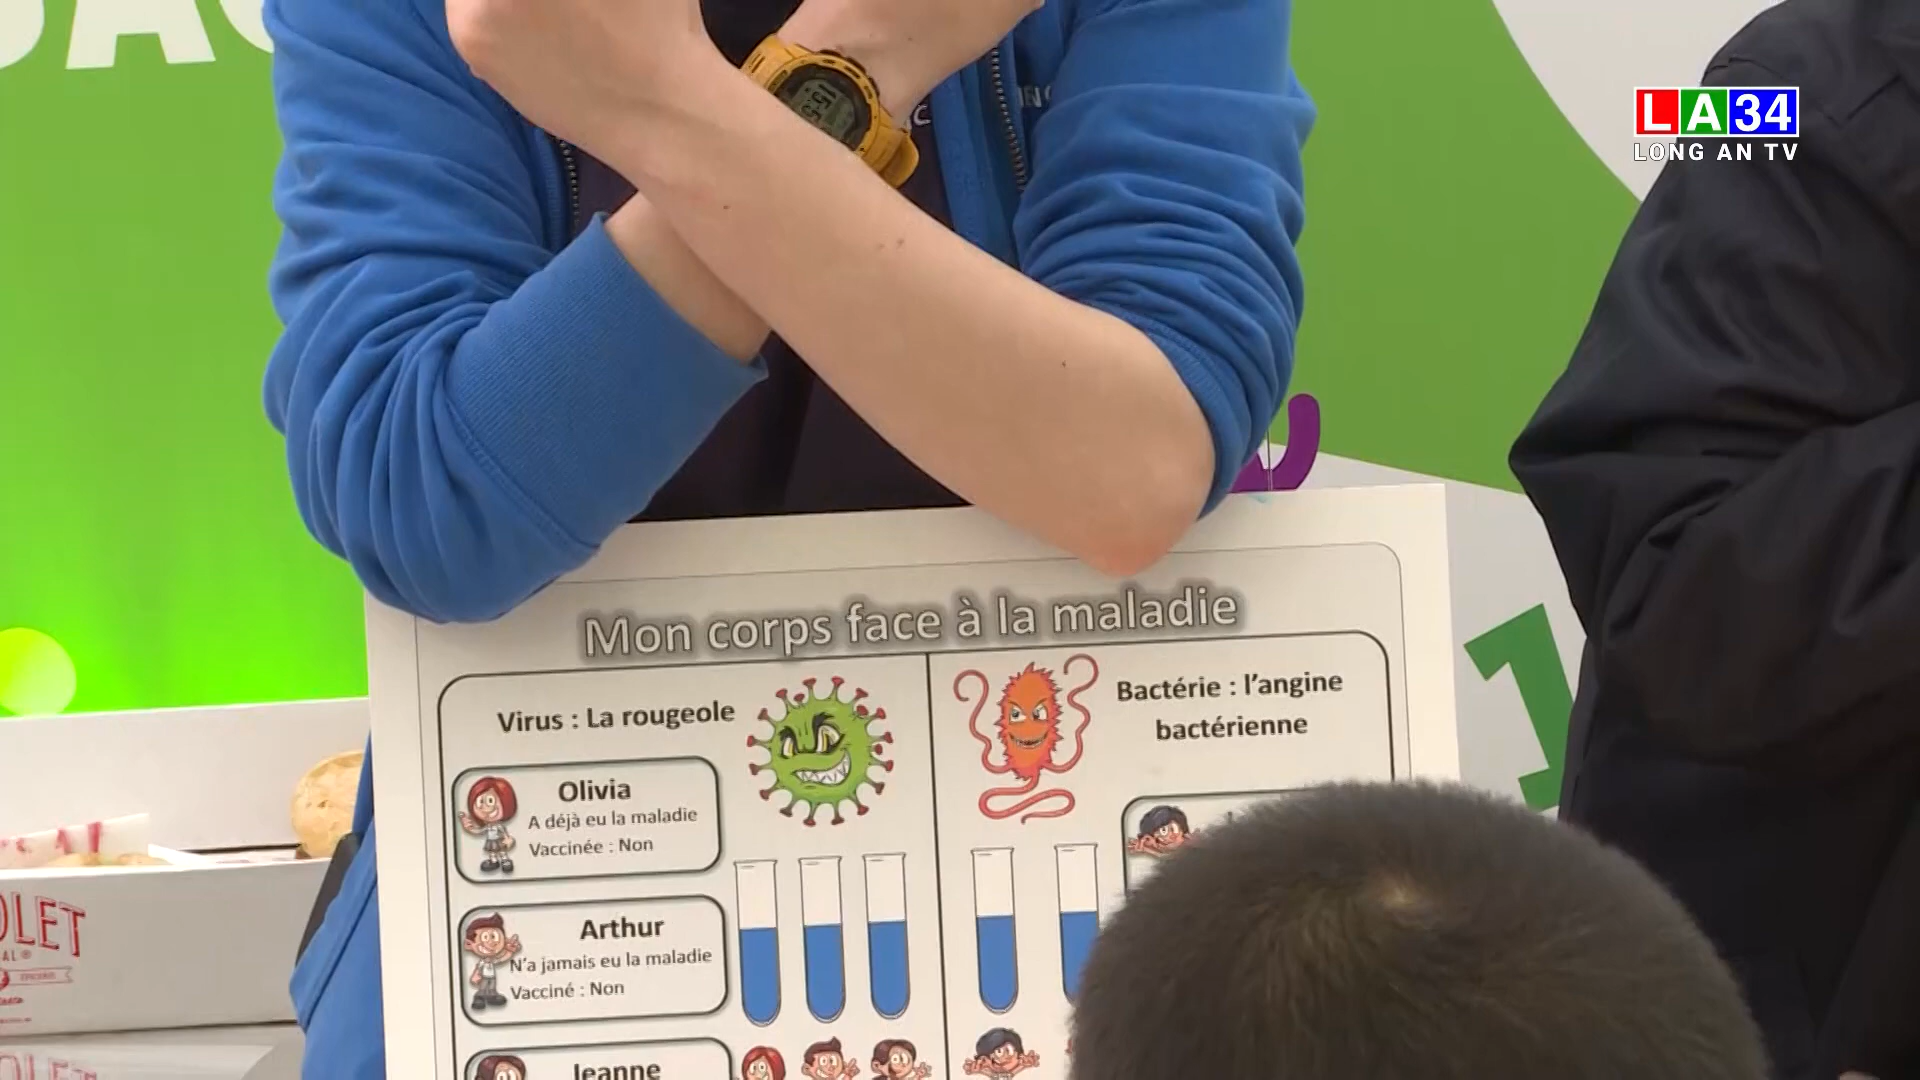 LA34
LONG AN TV
Mon corps face à la maladie
Virus : La rougeole
Bactérie : l'angine
bactérienne
Olivia
A déjà eu la maladie
Vaccinée : Non
Arthur
N'a jamais eu la maladie
Vacciné : Non
Jeanne